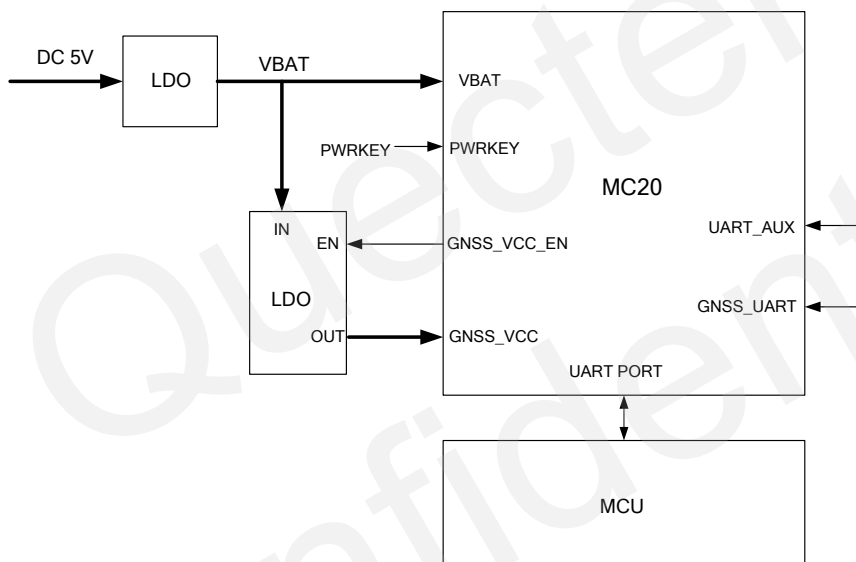 DC 5V
LDO
VBAT
VBAT
PWRKEY
PWRKEY
MC20
IN
EN
GNSS_VCC_EN
UART_AUX
LDO
GNSS_UART
OUT
GNSS_VCC
UART PORT
MCU
Quectel